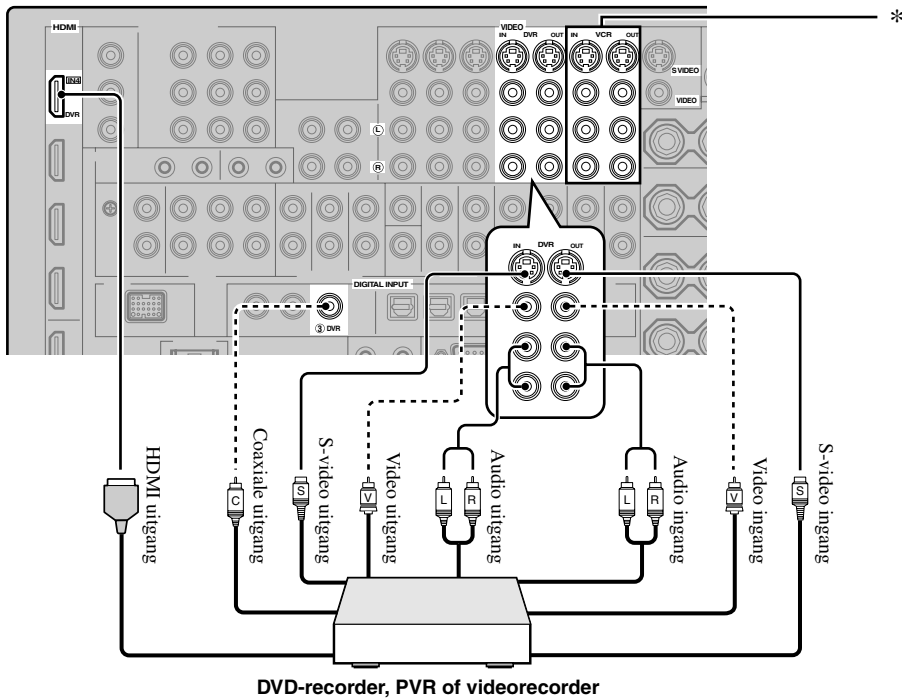 HDMI
IN4
DVR
VIDEO
IN DVR OUT
IN VCR OUT
*
S VIDEO
VIDEO
L
R
IN DVR OUT
DIGITAL INPUT
③ DVR
HDMI uitgang
Coaxiale uitgang
S-video uitgang
Video uitgang
Audio uitgang
Audio ingang
Video ingang
S-video ingang
C
S
V
L
R
L
R
V
S
DVD-recorder, PVR of videorecorder